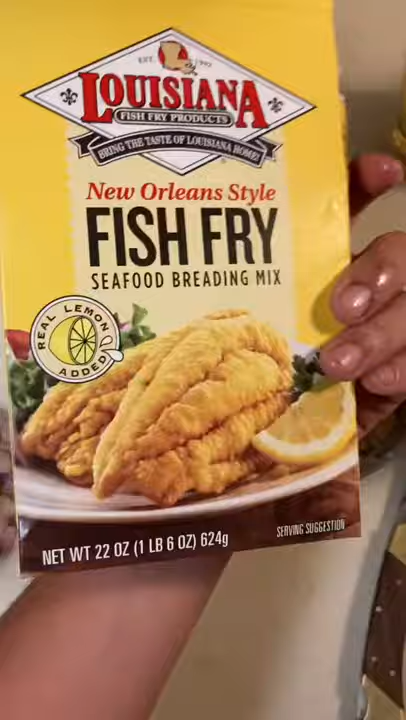 EST. 1982
LOUISIANA
FISH FRY PRODUCTS
BRING THE TASTE OF LOUISIANA HOME!
New Orleans Style
FISH FRY
SEAFOOD BREADING MIX
REAL LEMON
ADDED
NET WT 22 OZ (1 LB 6 OZ) 624g
SERVING SUGGESTION